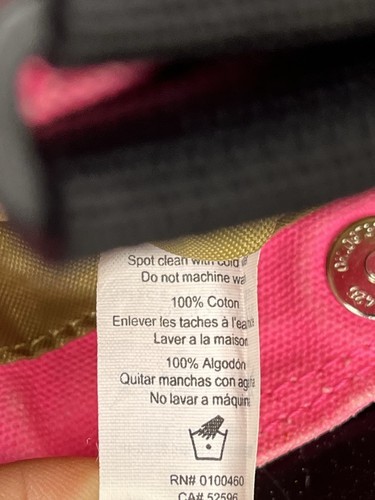 Spot clean with cold
Do not machine
100% Coton
Enlever les taches à
Laver a la maison
100% Algodón
Quitar manchas con
No lavar a
RN# 0100460
CA# 52596